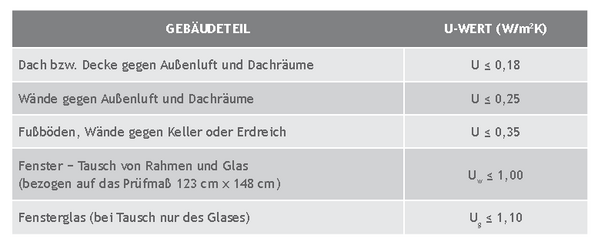 GEBÄUDETEIL U-WERT (W/m²K)
Dach bzw. Decke gegen Außenluft und Dachräume U ≤ 0,18
Wände gegen Außenluft und Dachräume U ≤ 0,25
Fußböden, Wände gegen Keller oder Erdreich U ≤ 0,35
Fenster – Tausch von Rahmen und Glas
(bezogen auf das Prüfmaß 123 cm x 148 cm) U_w ≤ 1,00
Fensterglas (bei Tausch nur des Glases) U_g ≤ 1,10